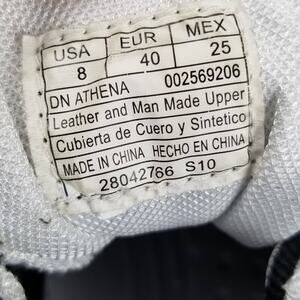 USA EUR MEX
8 40 25
DN ATHENA 002569206
Leather and Man Made Upper
Cubierta de Cuero y Sintetico
MADE IN CHINA HECHO EN CHINA
28042766 S10